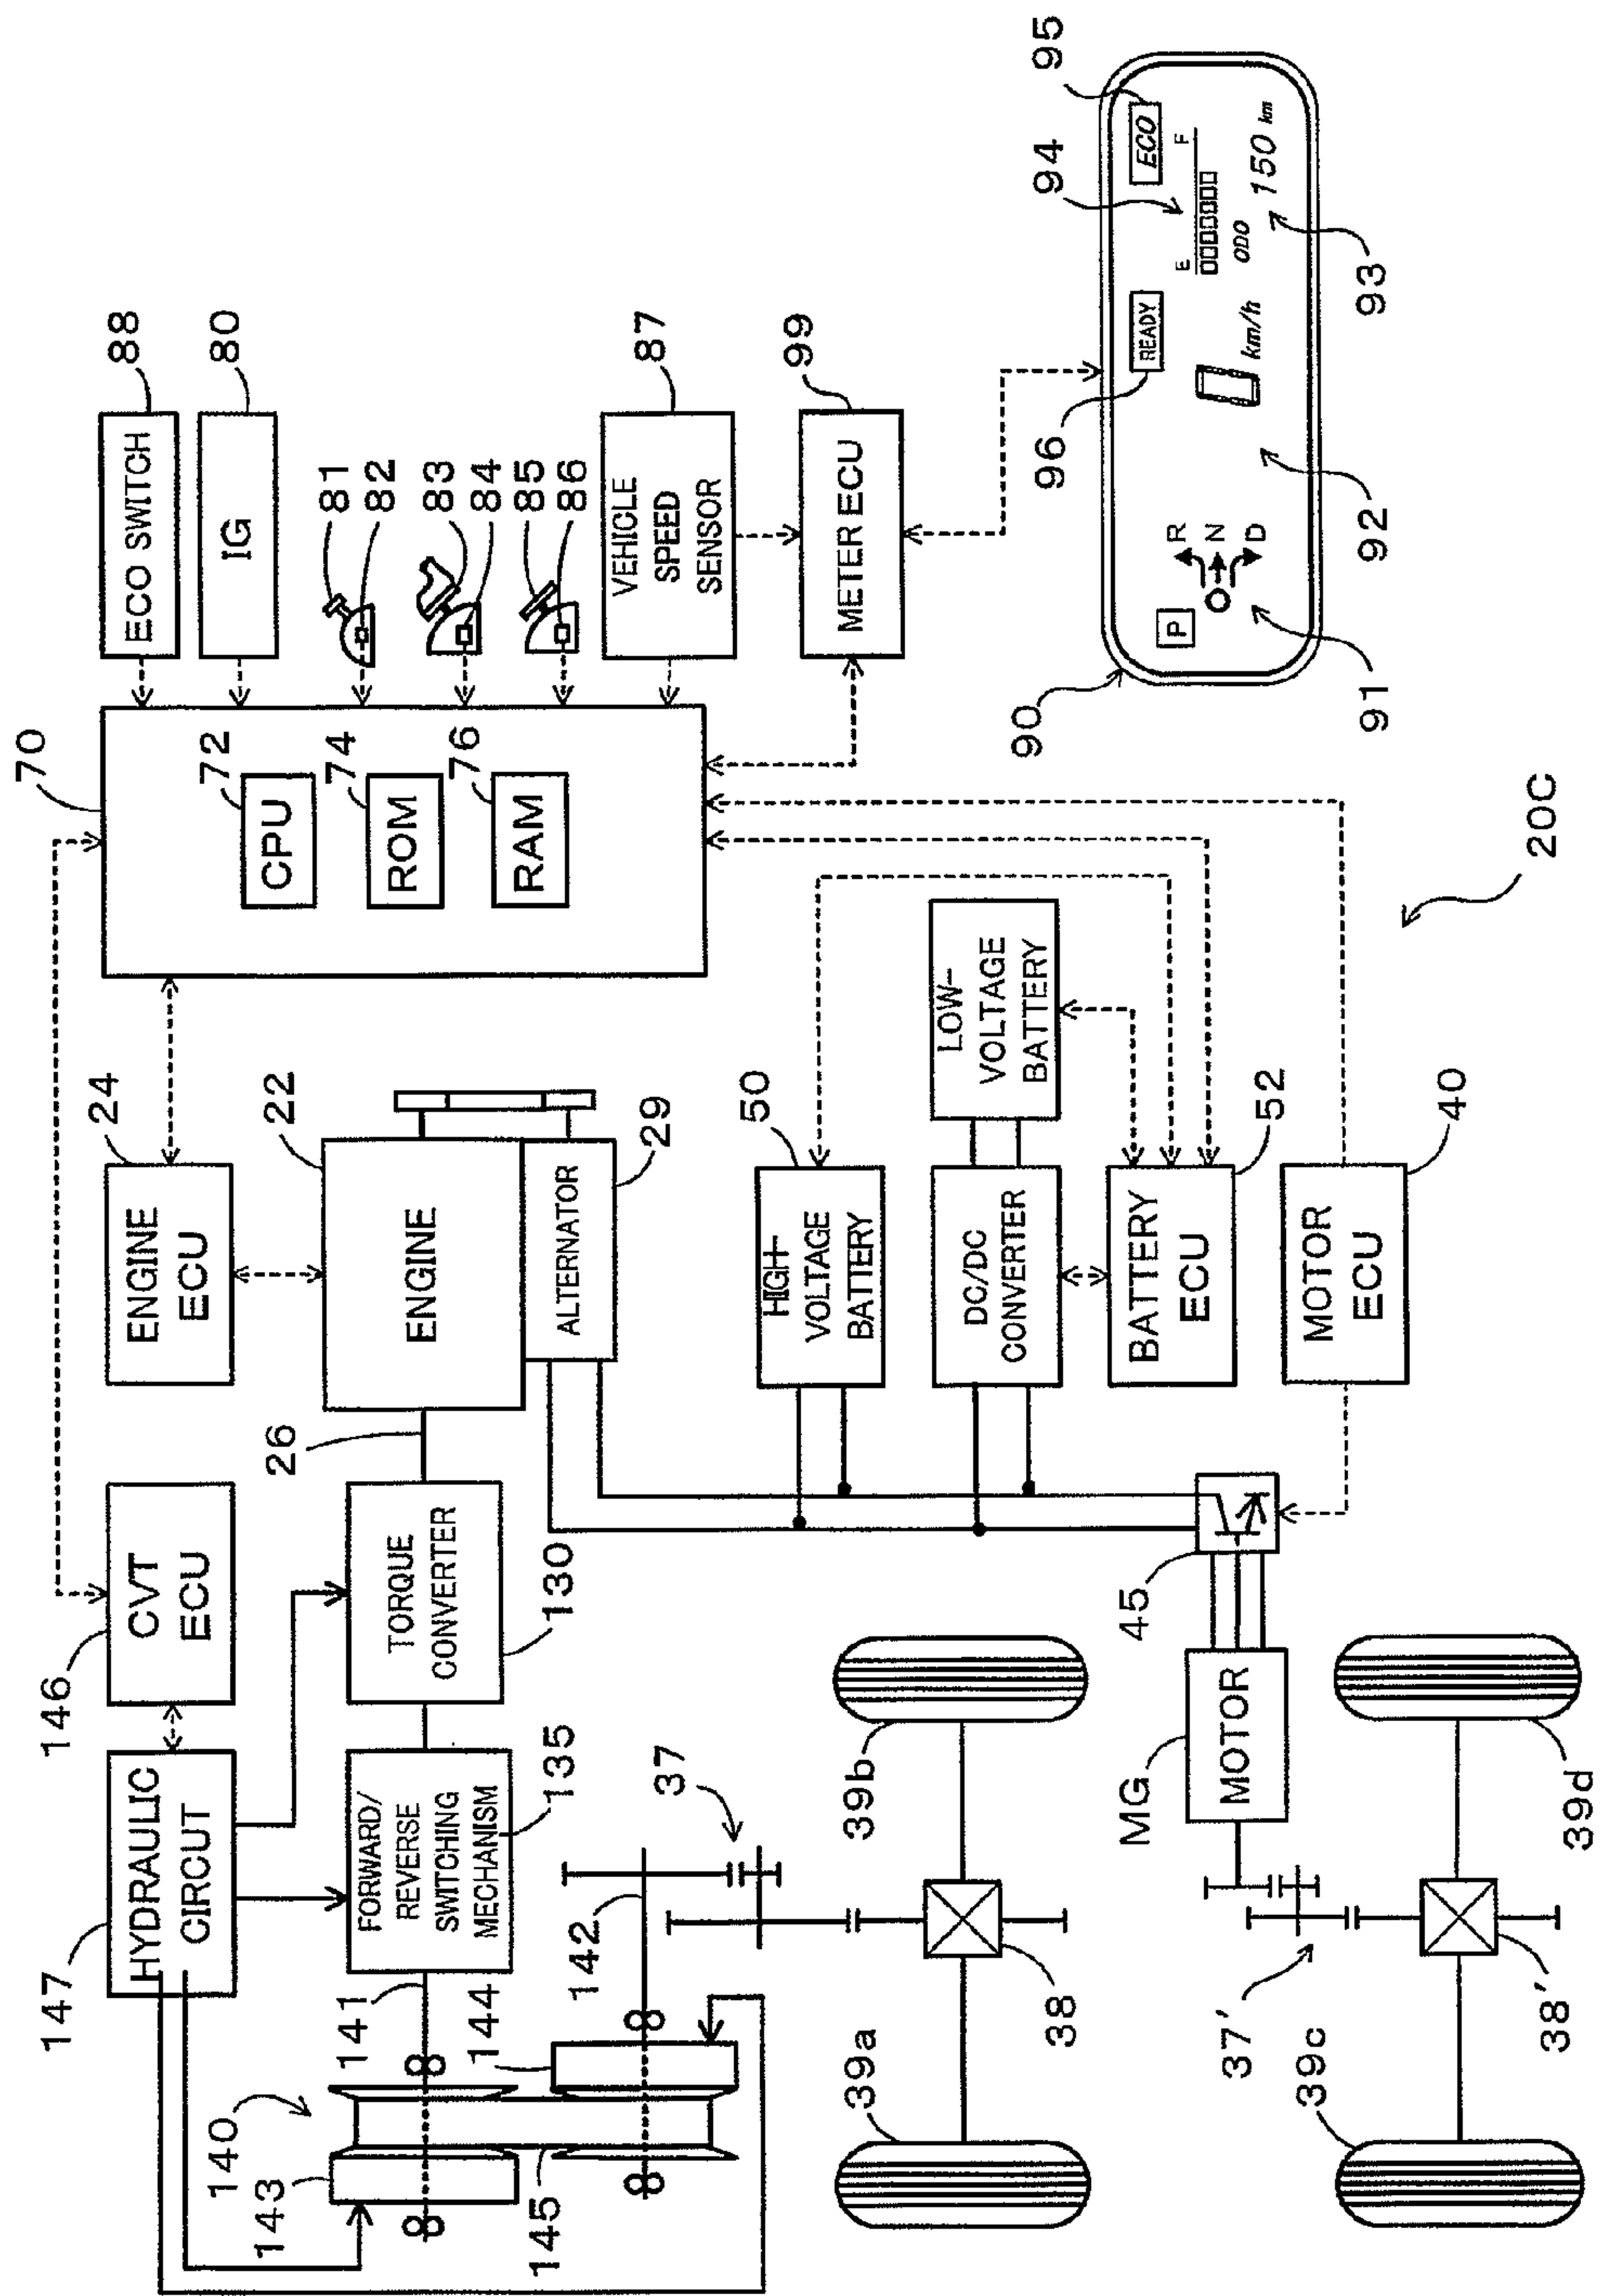 147
HYDRAULIC
CIRCUT
146
CVT
ECU
24
ENGINE
ECU
70
72
CPU
74
ROM
76
RAM
88
ECO SWITCH
80
IG
81
82
83
84
85
86
87
VEHICLE
SPEED
SENSOR
99
METER ECU
140
143
145
141
144
142
FORWARD/
REVERSE
SWITCHING
MECHANISM
135
TORQUE
CONVERTER
130
26
22
ENGINE
ALTERNATOR
29
37
39a
39b
38
50
HIGH-
VOLTAGE
BATTERY
LOW-
VOLTAGE
BATTERY
DC/DC
CONVERTER
BATTERY
ECU
52
MOTOR
ECU
40
45
MG
MOTOR
37'
38'
39c
39d
20C
90
91
92
93
94
95
96
P
R
N
D
READY
km/h
E
F
ECO
ODO
150 km